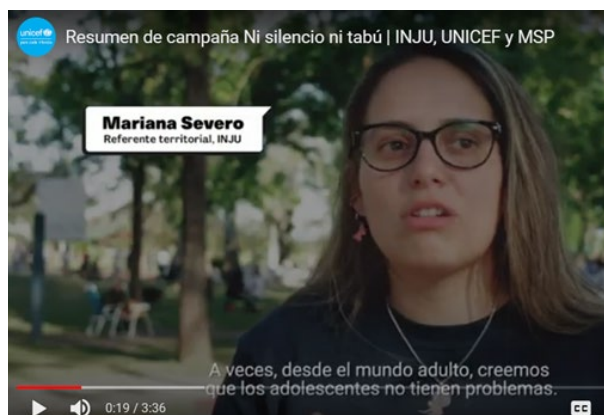 unicef
Resumen de campaña Ni silencio ni tabú | INJU, UNICEF y MSP
Mariana Severo
Referente territorial, INJU
A veces, desde el mundo adulto, creemos
que los adolescentes no tienen problemas.
0:19 / 3:36
CC